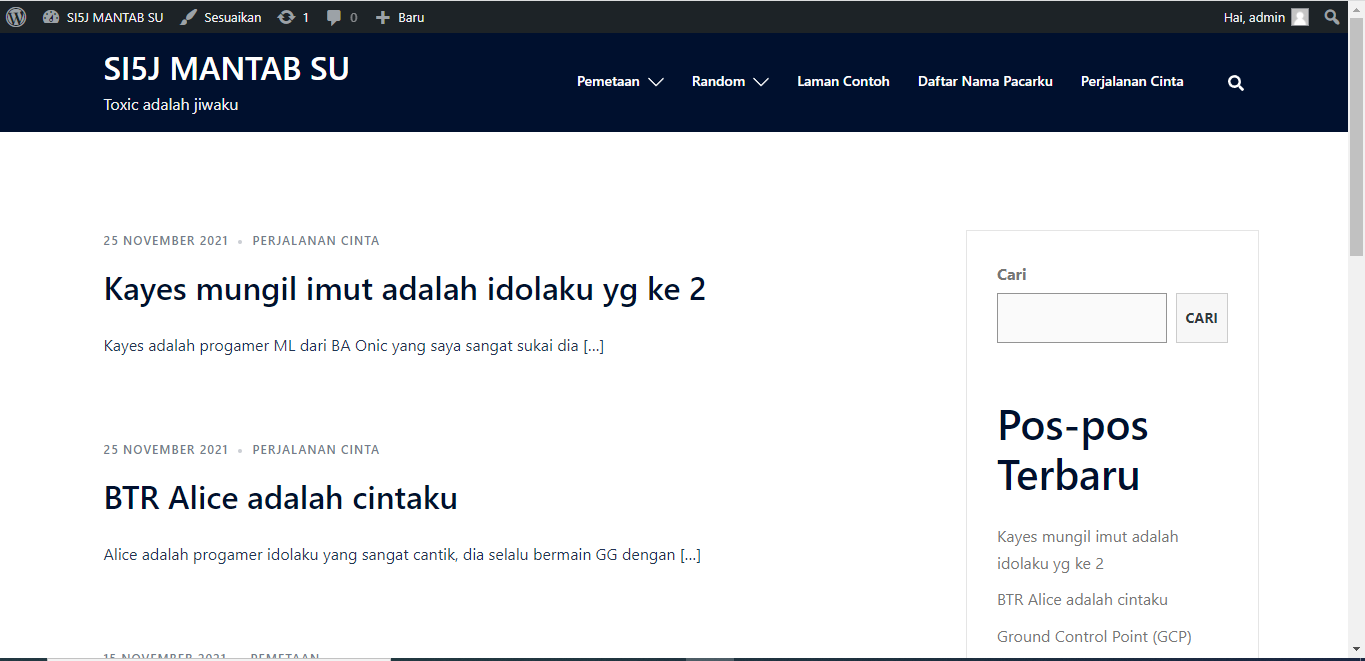 SI5J MANTAB SU Sesuaikan 1 0 Baru Hai, admin
SI5J MANTAB SU
Toxic adalah jiwaku
Pemetaan Random Laman Contoh Daftar Nama Pacarku Perjalanan Cinta
25 NOVEMBER 2021 • PERJALANAN CINTA
Kayes mungil imut adalah idolaku yg ke 2
Kayes adalah progamer ML dari BA Onic yang saya sangat sukai dia [...]
25 NOVEMBER 2021 • PERJALANAN CINTA
BTR Alice adalah cintaku
Alice adalah progamer idolaku yang sangat cantik, dia selalu bermain GG dengan [...]
15 NOVEMBER 2021 PEMETAAN
Cari
CARI
Pos-pos
Terbaru
Kayes mungil imut adalah
idolaku yg ke 2
BTR Alice adalah cintaku
Ground Control Point (GCP)